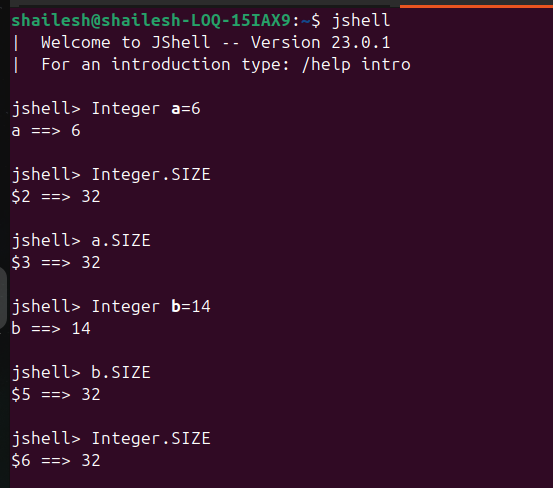 shailesh@shailesh-LOQ-15IAX9:~$ jshell
|  Welcome to JShell -- Version 23.0.1
|  For an introduction type: /help intro
jshell> Integer a=6
a ==> 6
jshell> Integer.SIZE
$2 ==> 32
jshell> a.SIZE
$3 ==> 32
jshell> Integer b=14
b ==> 14
jshell> b.SIZE
$5 ==> 32
jshell> Integer.SIZE
$6 ==> 32